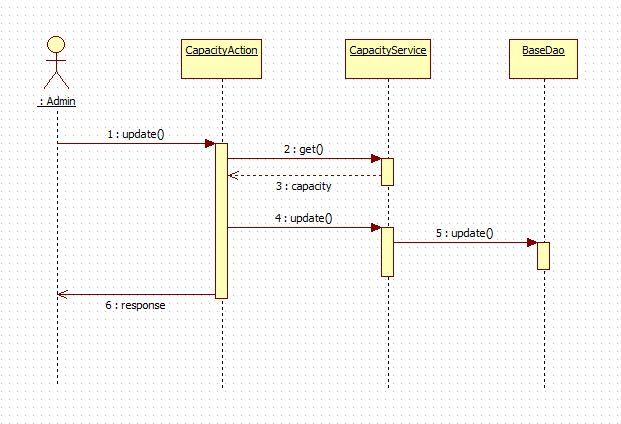 CapacityAction
CapacityService
BaseDao
: Admin
1 : update()
2 : get()
3 : capacity
4 : update()
5 : update()
6 : response